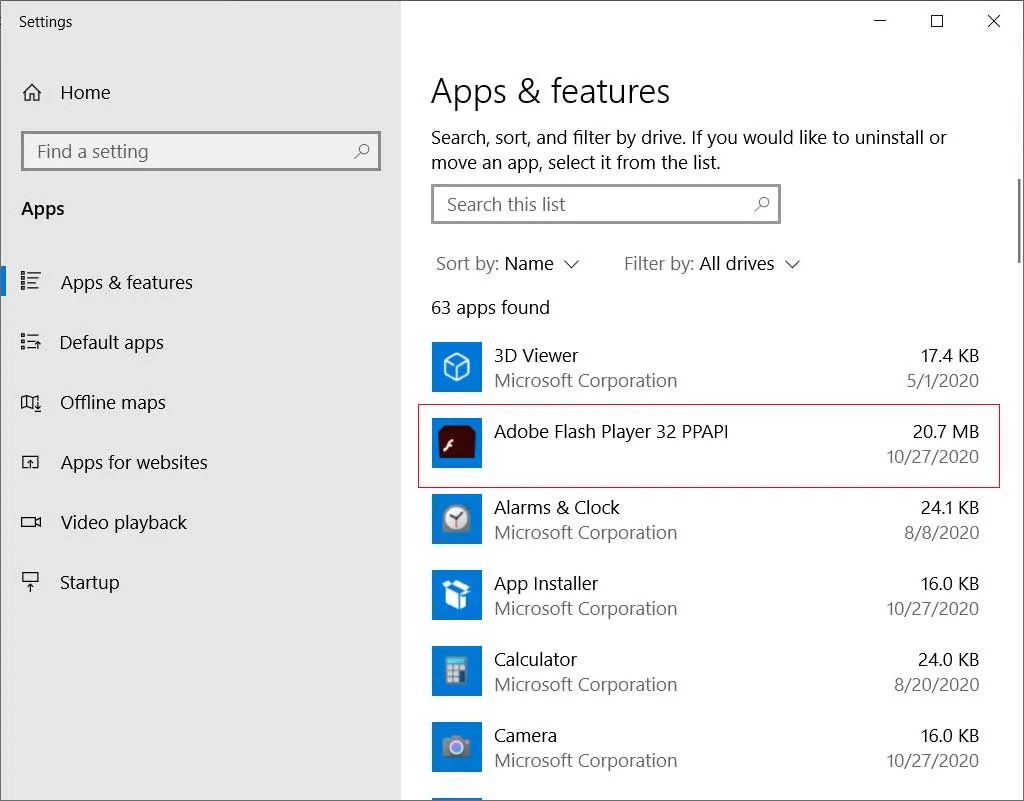 Settings
Home
Find a setting
Apps
Apps & features
Default apps
Offline maps
Apps for websites
Video playback
Startup
Apps & features
Search, sort, and filter by drive. If you would like to uninstall or
move an app, select it from the list.
Search this list
Sort by: Name Filter by: All drives
63 apps found
3D Viewer 17.4 KB
Microsoft Corporation 5/1/2020
Adobe Flash Player 32 PPAPI 20.7 MB
10/27/2020
Alarms & Clock 24.1 KB
Microsoft Corporation 8/8/2020
App Installer 16.0 KB
Microsoft Corporation 10/27/2020
Calculator 24.0 KB
Microsoft Corporation 8/20/2020
Camera 16.0 KB
Microsoft Corporation 10/27/2020